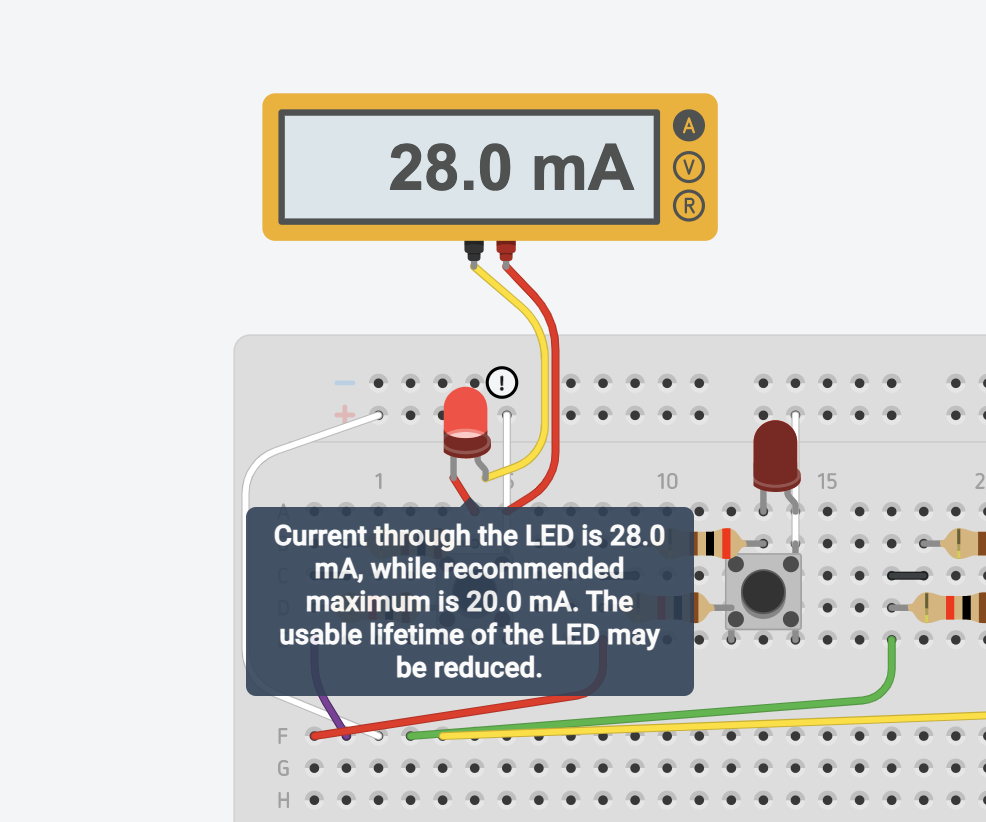 28.0 mA
A
V
R
!
−
+
1
10
15
Current through the LED is 28.0
mA, while recommended
maximum is 20.0 mA. The
usable lifetime of the LED may
be reduced.
F
G
H